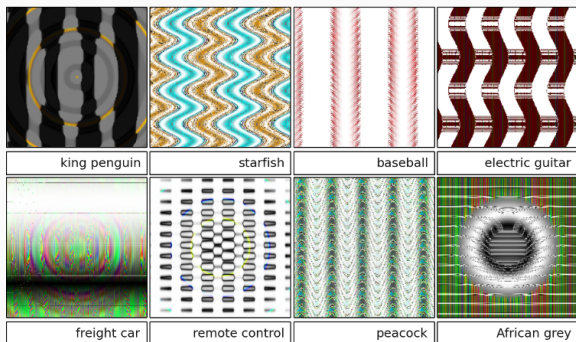 king penguin
starfish
baseball
electric guitar
freight car
remote control
peacock
African grey